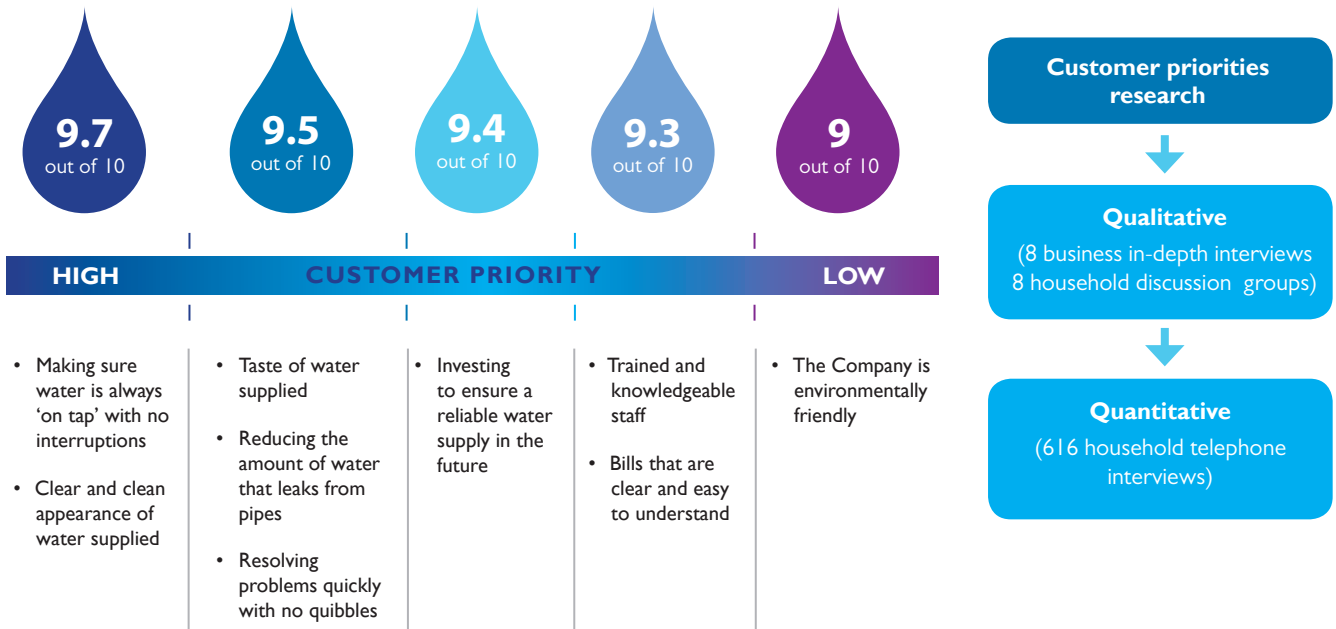 9.7
out of 10
9.5
out of 10
9.4
out of 10
9.3
out of 10
9
out of 10
HIGH
CUSTOMER PRIORITY
LOW
• Making sure
water is always
‘on tap’ with no
interruptions
• Clear and clean
appearance of
water supplied
• Taste of water
supplied
• Reducing the
amount of water
that leaks from
pipes
• Resolving
problems quickly
with no quibbles
• Investing
to ensure a
reliable water
supply in the
future
• Trained and
knowledgeable
staff
• Bills that are
clear and easy
to understand
• The Company is
environmentally
friendly
Customer priorities
research
Qualitative
(8 business in-depth interviews
8 household discussion groups)
Quantitative
(616 household telephone
interviews)